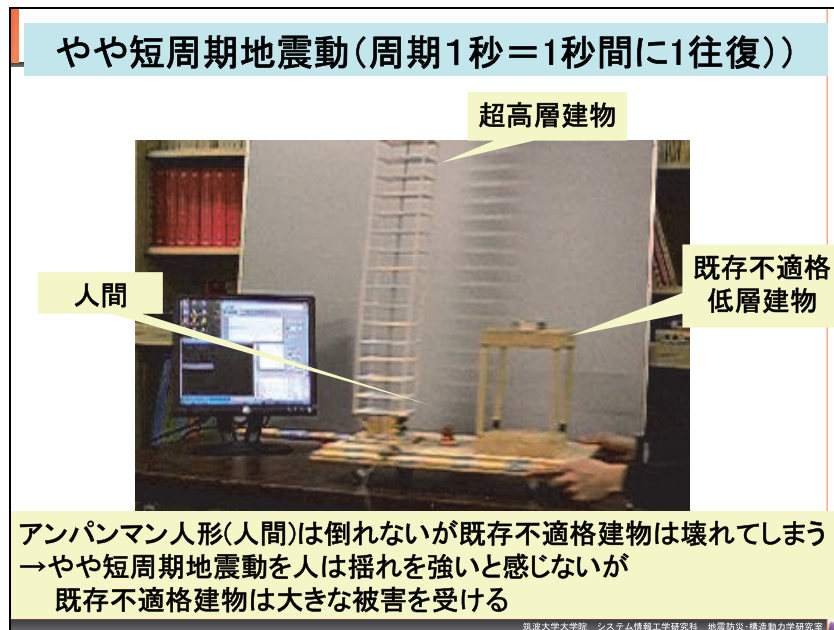 やや短周期地震動(周期１秒＝1秒間に1往復))
超高層建物
既存不適格
低層建物
人間
アンパンマン人形(人間)は倒れないが既存不適格建物は壊れてしまう
→やや短周期地震動を人は揺れを強いと感じないが
既存不適格建物は大きな被害を受ける
筑波大学大学院　システム情報工学研究科　地震防災・構造動力学研究室